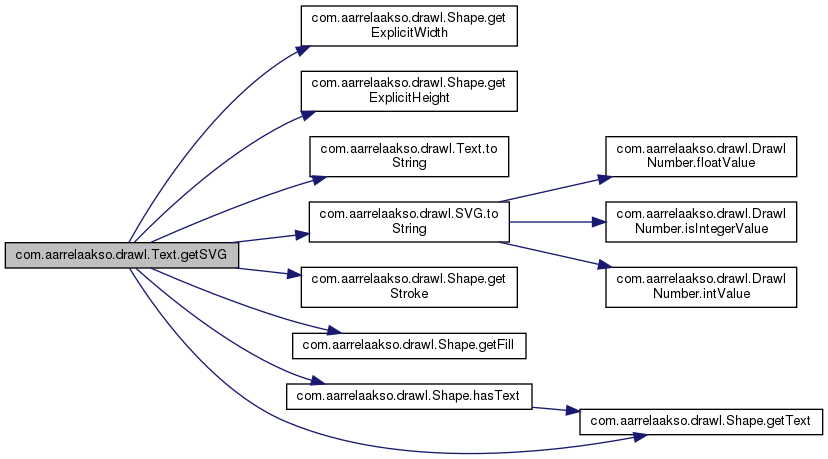 com.aarrelaakso.drawl.Shape.get
ExplicitWidth
com.aarrelaakso.drawl.Shape.get
ExplicitHeight
com.aarrelaakso.drawl.Text.to
String
com.aarrelaakso.drawl.Drawl
Number.floatValue
com.aarrelaakso.drawl.SVG.to
String
com.aarrelaakso.drawl.Drawl
Number.isIntegerValue
com.aarrelaakso.drawl.Text.getSVG
com.aarrelaakso.drawl.Shape.get
Stroke
com.aarrelaakso.drawl.Drawl
Number.intValue
com.aarrelaakso.drawl.Shape.getFill
com.aarrelaakso.drawl.Shape.hasText
com.aarrelaakso.drawl.Shape.getText